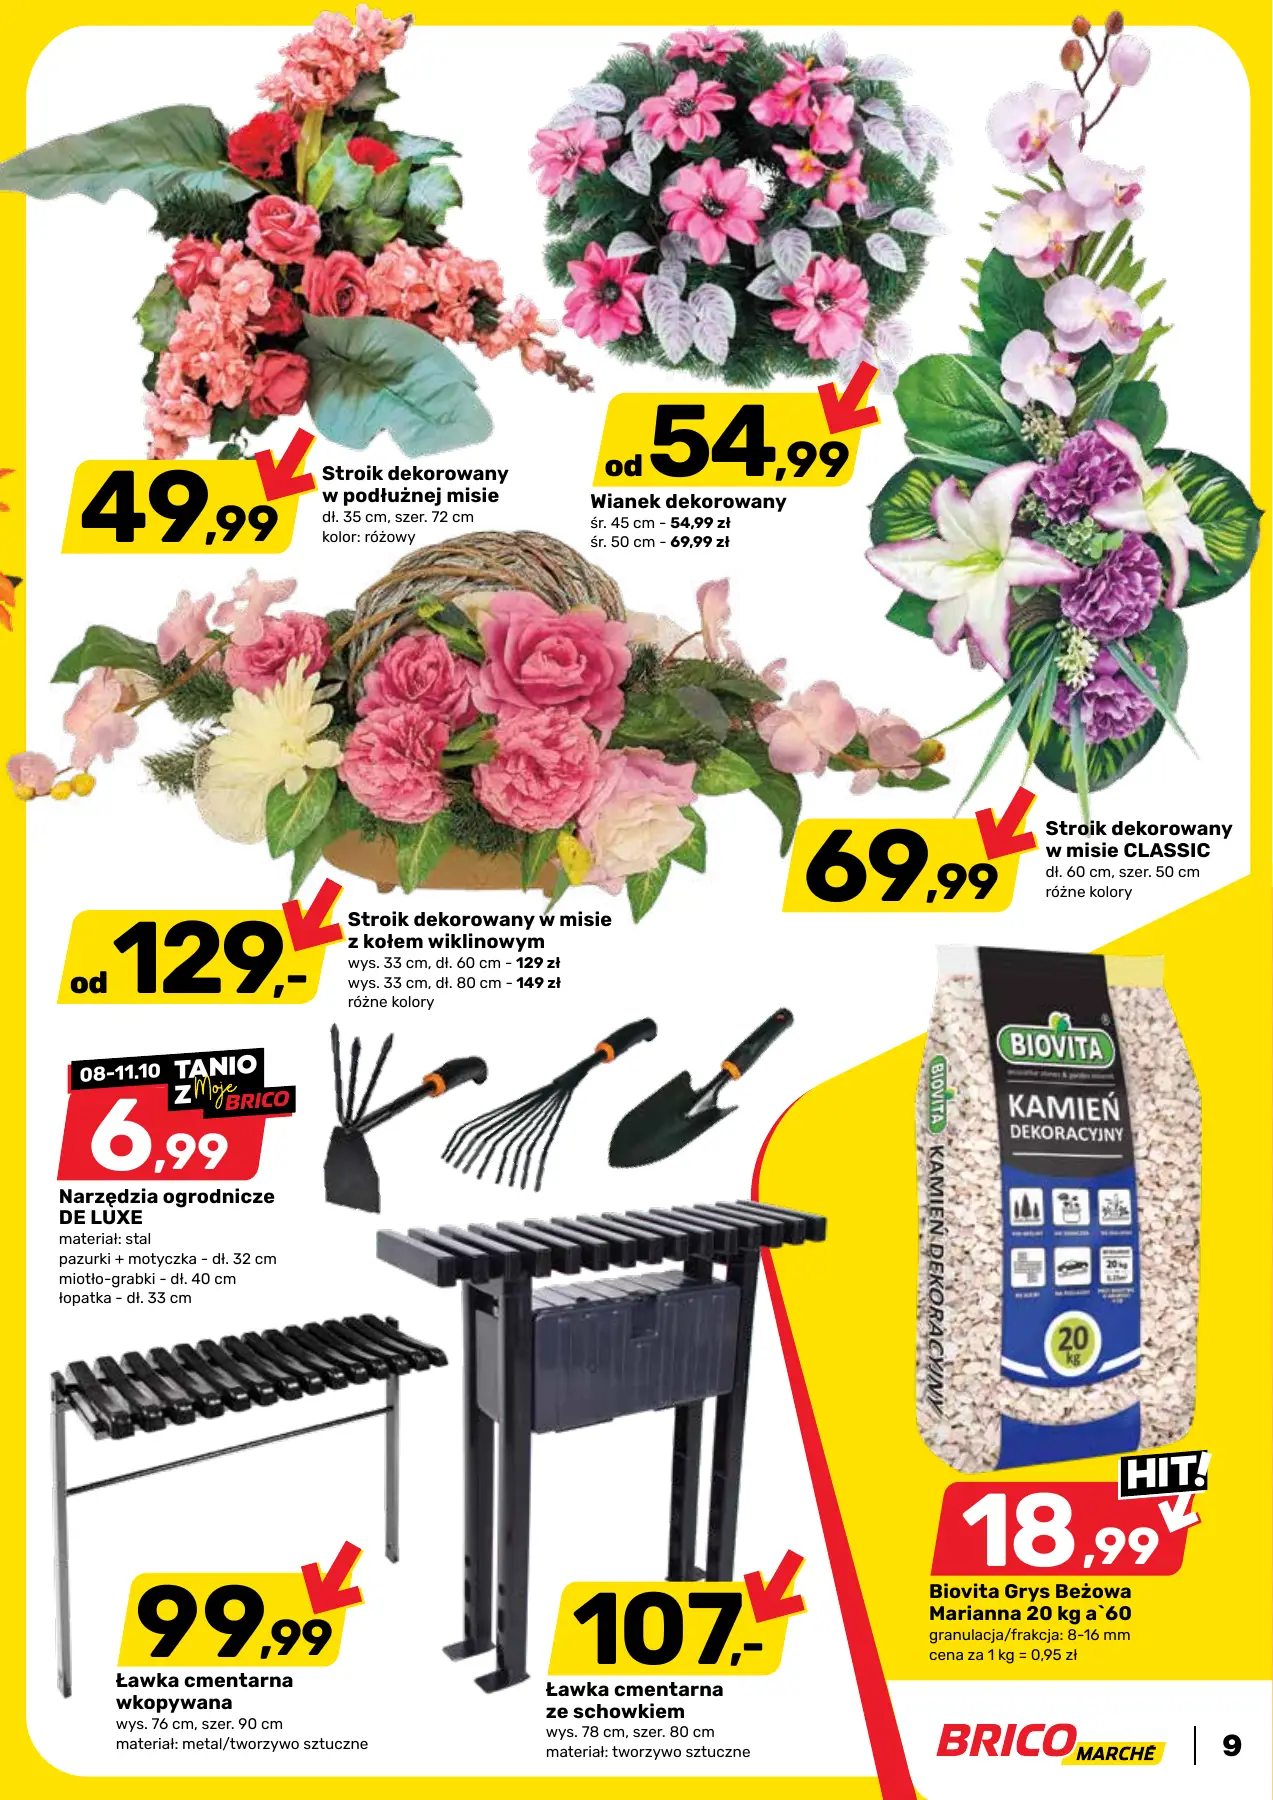 49,99
Stroik dekorowany
w podłużnej misie
dł. 35 cm, szer. 72 cm
kolor: różowy
od 54,99
Wianek dekorowany
śr. 45 cm - 54,99 zł
śr. 50 cm - 69,99 zł
69,99
Stroik dekorowany
w misie CLASSIC
dł. 60 cm, szer. 50 cm
różne kolory
od 129,-
Stroik dekorowany w misie
z kołem wiklinowym
wys. 33 cm, dł. 60 cm - 129 zł
wys. 33 cm, dł. 80 cm - 149 zł
różne kolory
08-11.10 TANIO
Z Moje BRICO
6,99
Narzędzia ogrodnicze
DE LUXE
materiał: stal
pazurki + motyczka - dł. 32 cm
miotło-grabki - dł. 40 cm
łopatka - dł. 33 cm
BIOVITA
KAMIEŃ
DEKORACYJNY
20
kg
BIOVITA KAMIEŃ DEKORACYJNY
99,99
Ławka cmentarna
wkopywana
wys. 76 cm, szer. 90 cm
materiał: metal/tworzywo sztuczne
107,-
Ławka cmentarna
ze schowkiem
wys. 78 cm, szer. 80 cm
materiał: tworzywo sztuczne
HIT!
18,99
Biovita Grys Beżowa
Marianna 20 kg a`60
granulacja/frakcja: 8-16 mm
cena za 1 kg = 0,95 zł
BRICO MARCHÉ
9